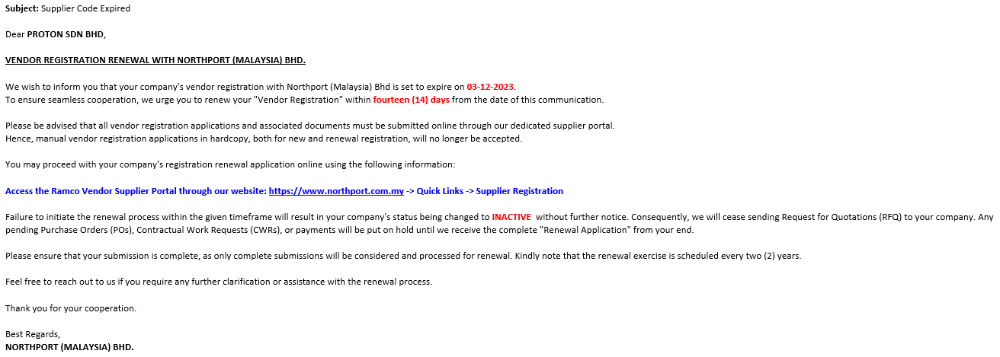 Subject: Supplier Code Expired
Dear PROTON SDN BHD,
VENDOR REGISTRATION RENEWAL WITH NORTHPORT (MALAYSIA) BHD.
We wish to inform you that your company's vendor registration with Northport (Malaysia) Bhd is set to expire on 03-12-2023.
To ensure seamless cooperation, we urge you to renew your "Vendor Registration" within fourteen (14) days from the date of this communication.
Please be advised that all vendor registration applications and associated documents must be submitted online through our dedicated supplier portal.
Hence, manual vendor registration applications in hardcopy, both for new and renewal registration, will no longer be accepted.
You may proceed with your company's registration renewal application online using the following information:
Access the Ramco Vendor Supplier Portal through our website: https://www.northport.com.my -> Quick Links -> Supplier Registration
Failure to initiate the renewal process within the given timeframe will result in your company's status being changed to INACTIVE without further notice. Consequently, we will cease sending Request for Quotations (RFQ) to your company. Any
pending Purchase Orders (POs), Contractual Work Requests (CWRs), or payments will be put on hold until we receive the complete "Renewal Application" from your end.
Please ensure that your submission is complete, as only complete submissions will be considered and processed for renewal. Kindly note that the renewal exercise is scheduled every two (2) years.
Feel free to reach out to us if you require any further clarification or assistance with the renewal process.
Thank you for your cooperation.
Best Regards,
NORTHPORT (MALAYSIA) BHD.